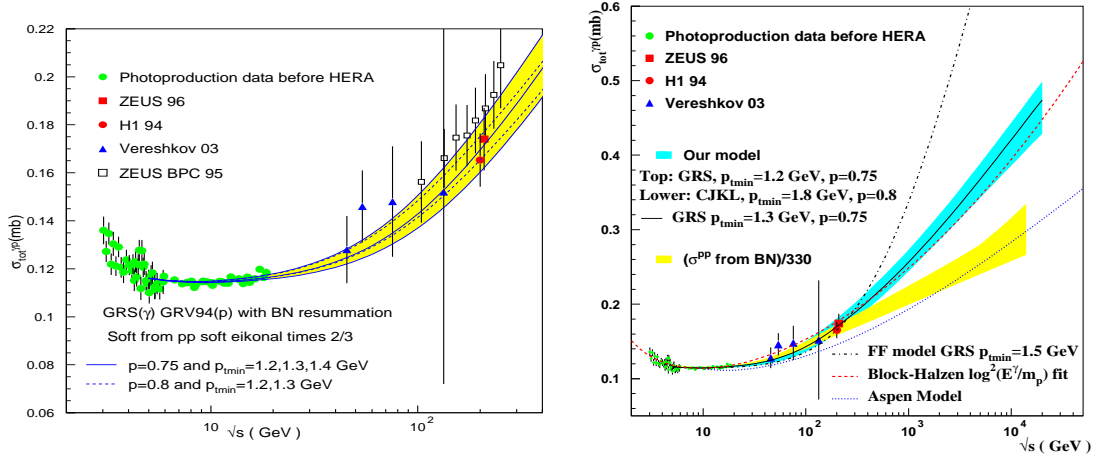 0.22
0.2
0.18
0.16
0.14
0.12
0.1
0.08
0.06
σtotγp(mb)
Photoproduction data before HERA
ZEUS 96
H1 94
Vereshkov 03
ZEUS BPC 95
GRS(γ) GRV94(p) with BN resummation
Soft from pp soft eikonal times 2/3
p=0.75 and ptmin=1.2,1.3,1.4 GeV
p=0.8 and ptmin=1.2,1.3 GeV
10
10²
√s ( GeV )
0.6
0.5
0.4
0.3
0.2
0.1
σtotγp(mb)
Photoproduction data before HERA
ZEUS 96
H1 94
Vereshkov 03
Our model
Top: GRS, ptmin=1.2 GeV, p=0.75
Lower: CJKL, ptmin=1.8 GeV, p=0.8
GRS ptmin=1.3 GeV, p=0.75
(σpp from BN)/330
FF model GRS ptmin=1.5 GeV
Block-Halzen log²(Eγ/mp) fit
Aspen Model
10
10²
10³
10⁴
√s ( GeV )